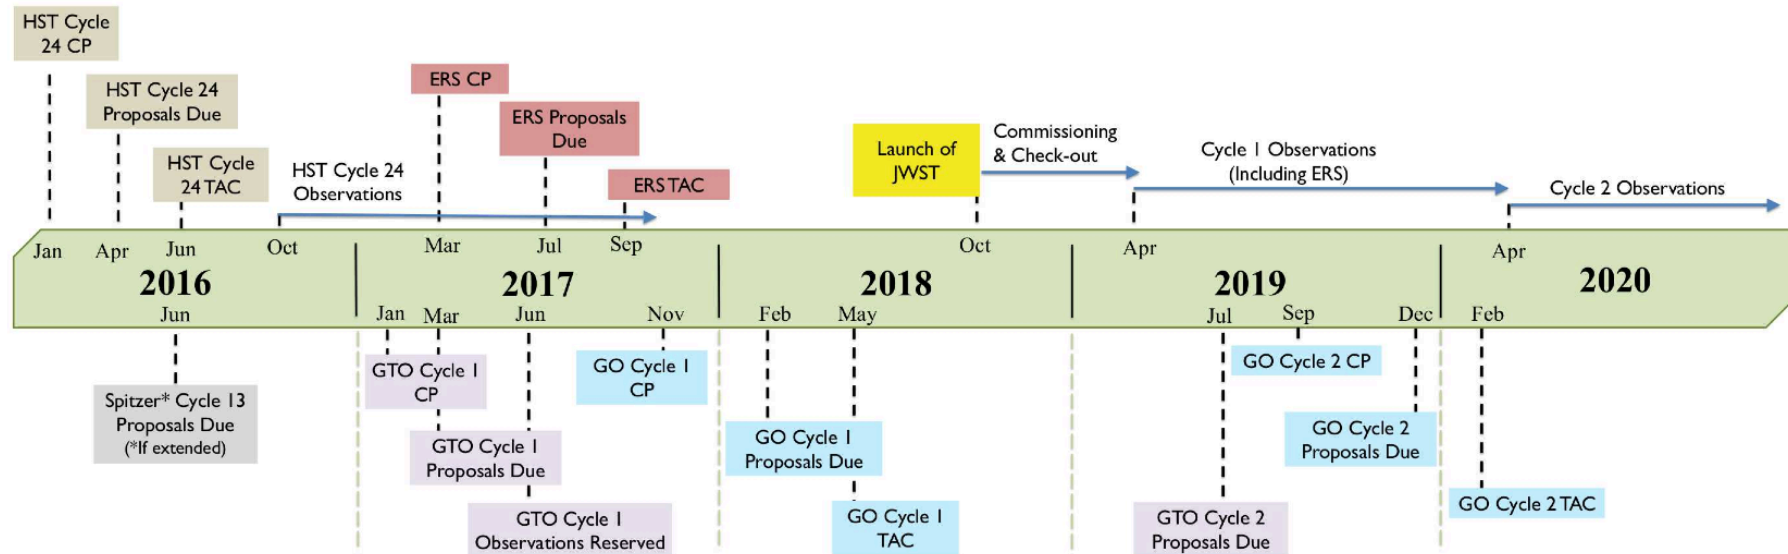 HST Cycle
24 CP
HST Cycle 24
Proposals Due
HST Cycle
24 TAC
HST Cycle 24
Observations
ERS CP
ERS Proposals
Due
ERS TAC
Launch of
JWST
Commissioning
& Check-out
Cycle 1 Observations
(Including ERS)
Cycle 2 Observations
Jan
Apr
Jun
Oct
Mar
Jul
Sep
Oct
Apr
Apr
2016
2017
2018
2019
2020
Jun
Jan
Mar
Jun
Nov
Feb
May
Jul
Sep
Dec
Feb
Spitzer* Cycle 13
Proposals Due
(*If extended)
GTO Cycle 1
CP
GTO Cycle 1
Proposals Due
GTO Cycle 1
Observations Reserved
GO Cycle 1
CP
GO Cycle 1
Proposals Due
GO Cycle 1
TAC
GTO Cycle 2
Proposals Due
GO Cycle 2 CP
GO Cycle 2
Proposals Due
GO Cycle 2 TAC